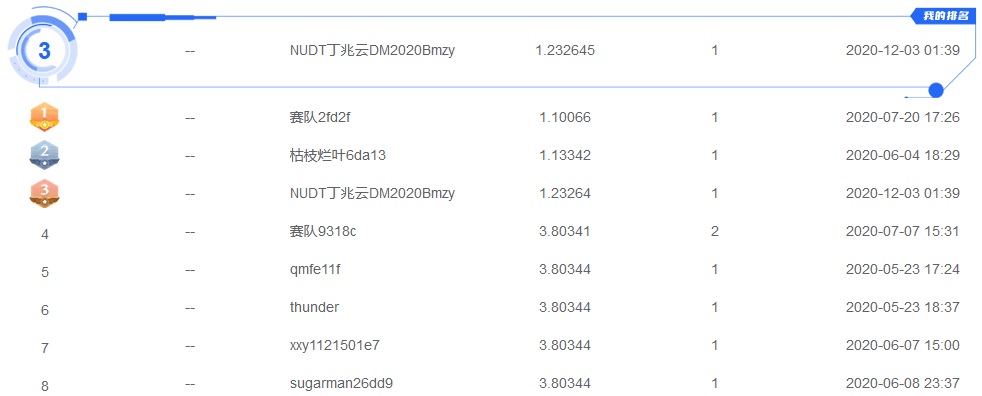 我的排名
3 -- NUDT丁兆云DM2020Bmzy 1.232645 1 2020-12-03 01:39
1 -- 赛队2fd2f 1.10066 1 2020-07-20 17:26
2 -- 枯枝烂叶6da13 1.13342 1 2020-06-04 18:29
3 -- NUDT丁兆云DM2020Bmzy 1.23264 1 2020-12-03 01:39
4 -- 赛队9318c 3.80341 2 2020-07-07 15:31
5 -- qmfe11f 3.80344 1 2020-05-23 17:24
6 -- thunder 3.80344 1 2020-05-23 18:37
7 -- xxy1121501e7 3.80344 1 2020-06-07 15:00
8 -- sugarman26dd9 3.80344 1 2020-06-08 23:37